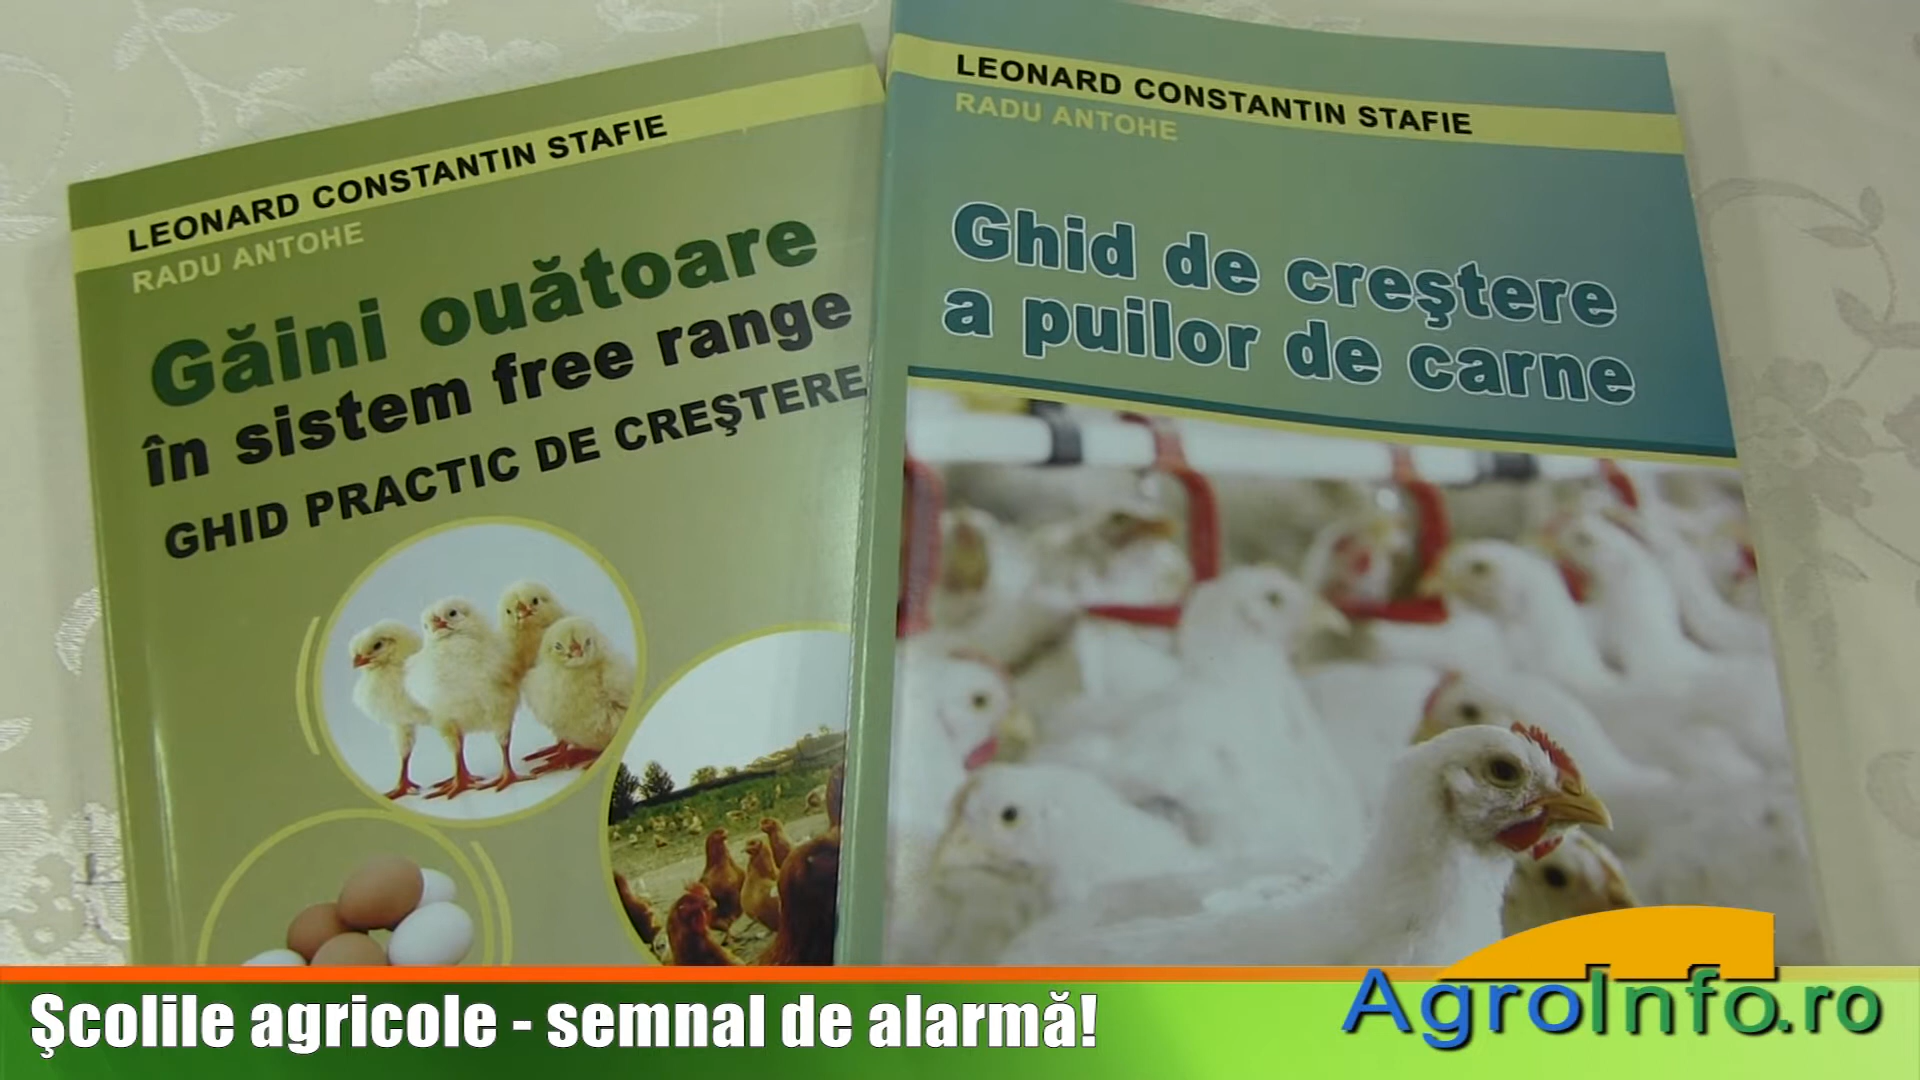 LEONARD CONSTANTIN STAFIE
RADU ANTOHE
Găini ouătoare
în sistem free range
GHID PRACTIC DE CREŞTERE
LEONARD CONSTANTIN STAFIE
RADU ANTOHE
Ghid de creştere
a puilor de carne
Şcolile agricole - semnal de alarmă!
AgroInfo.ro